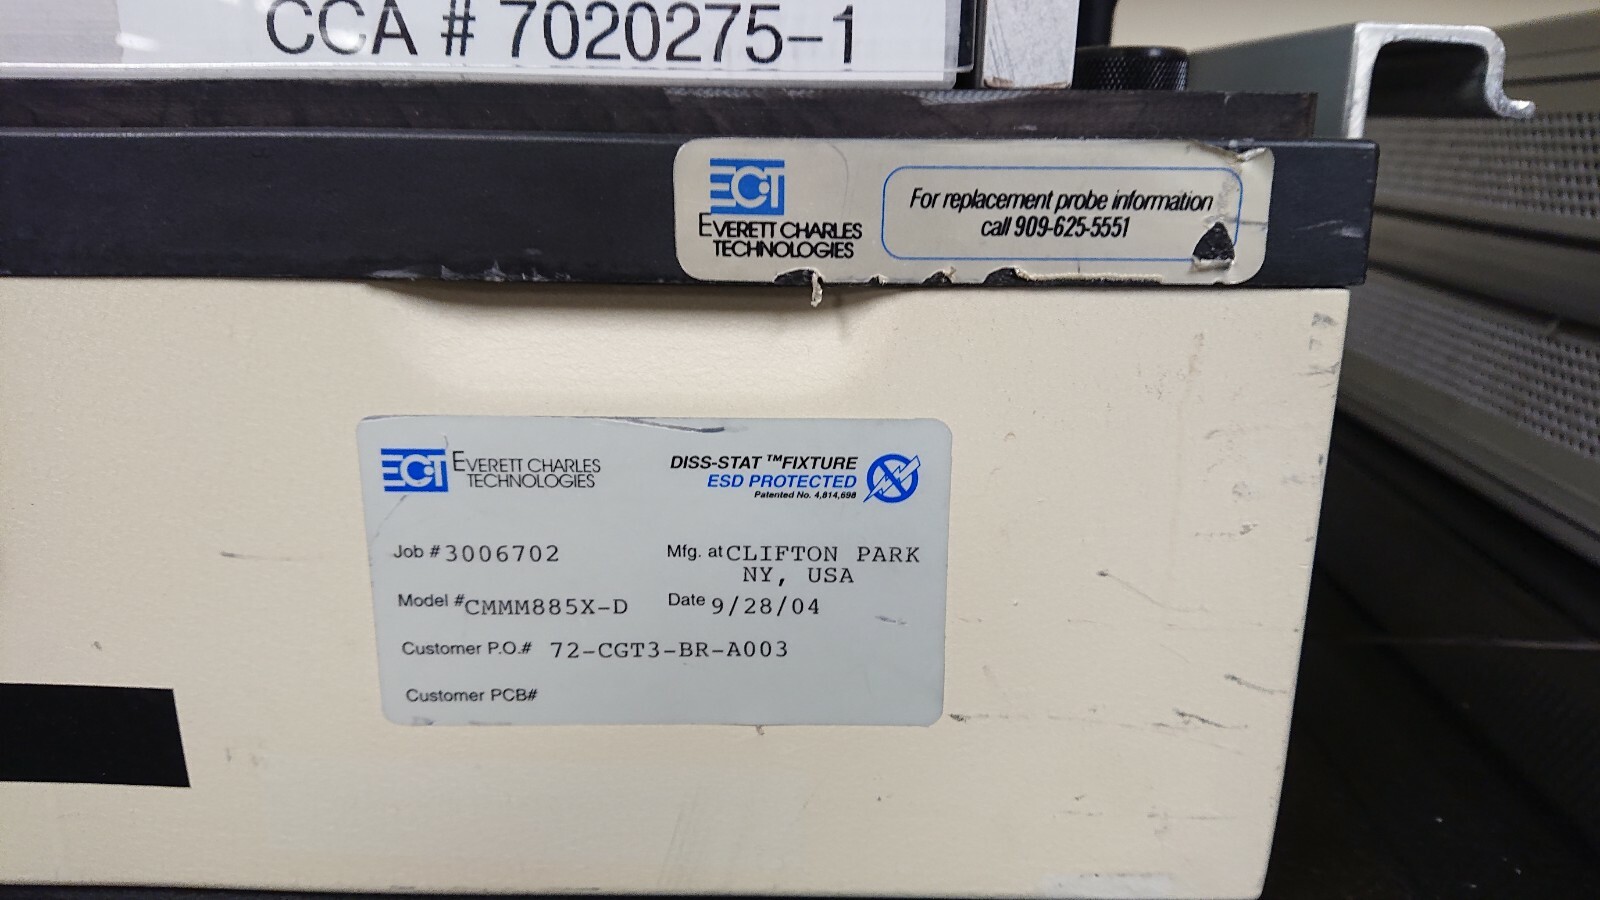 CCA # 7020275-1
ECT
EVERETT CHARLES
TECHNOLOGIES
For replacement probe information
call 909-625-5551
ECT
EVERETT CHARLES
TECHNOLOGIES
DISS-STAT ™FIXTURE
ESD PROTECTED
Patented No. 4,814,698
Job # 3006702
Mfg. at CLIFTON PARK
NY, USA
Model # CMMM885X-D
Date 9/28/04
Customer P.O.# 72-CGT3-BR-A003
Customer PCB#